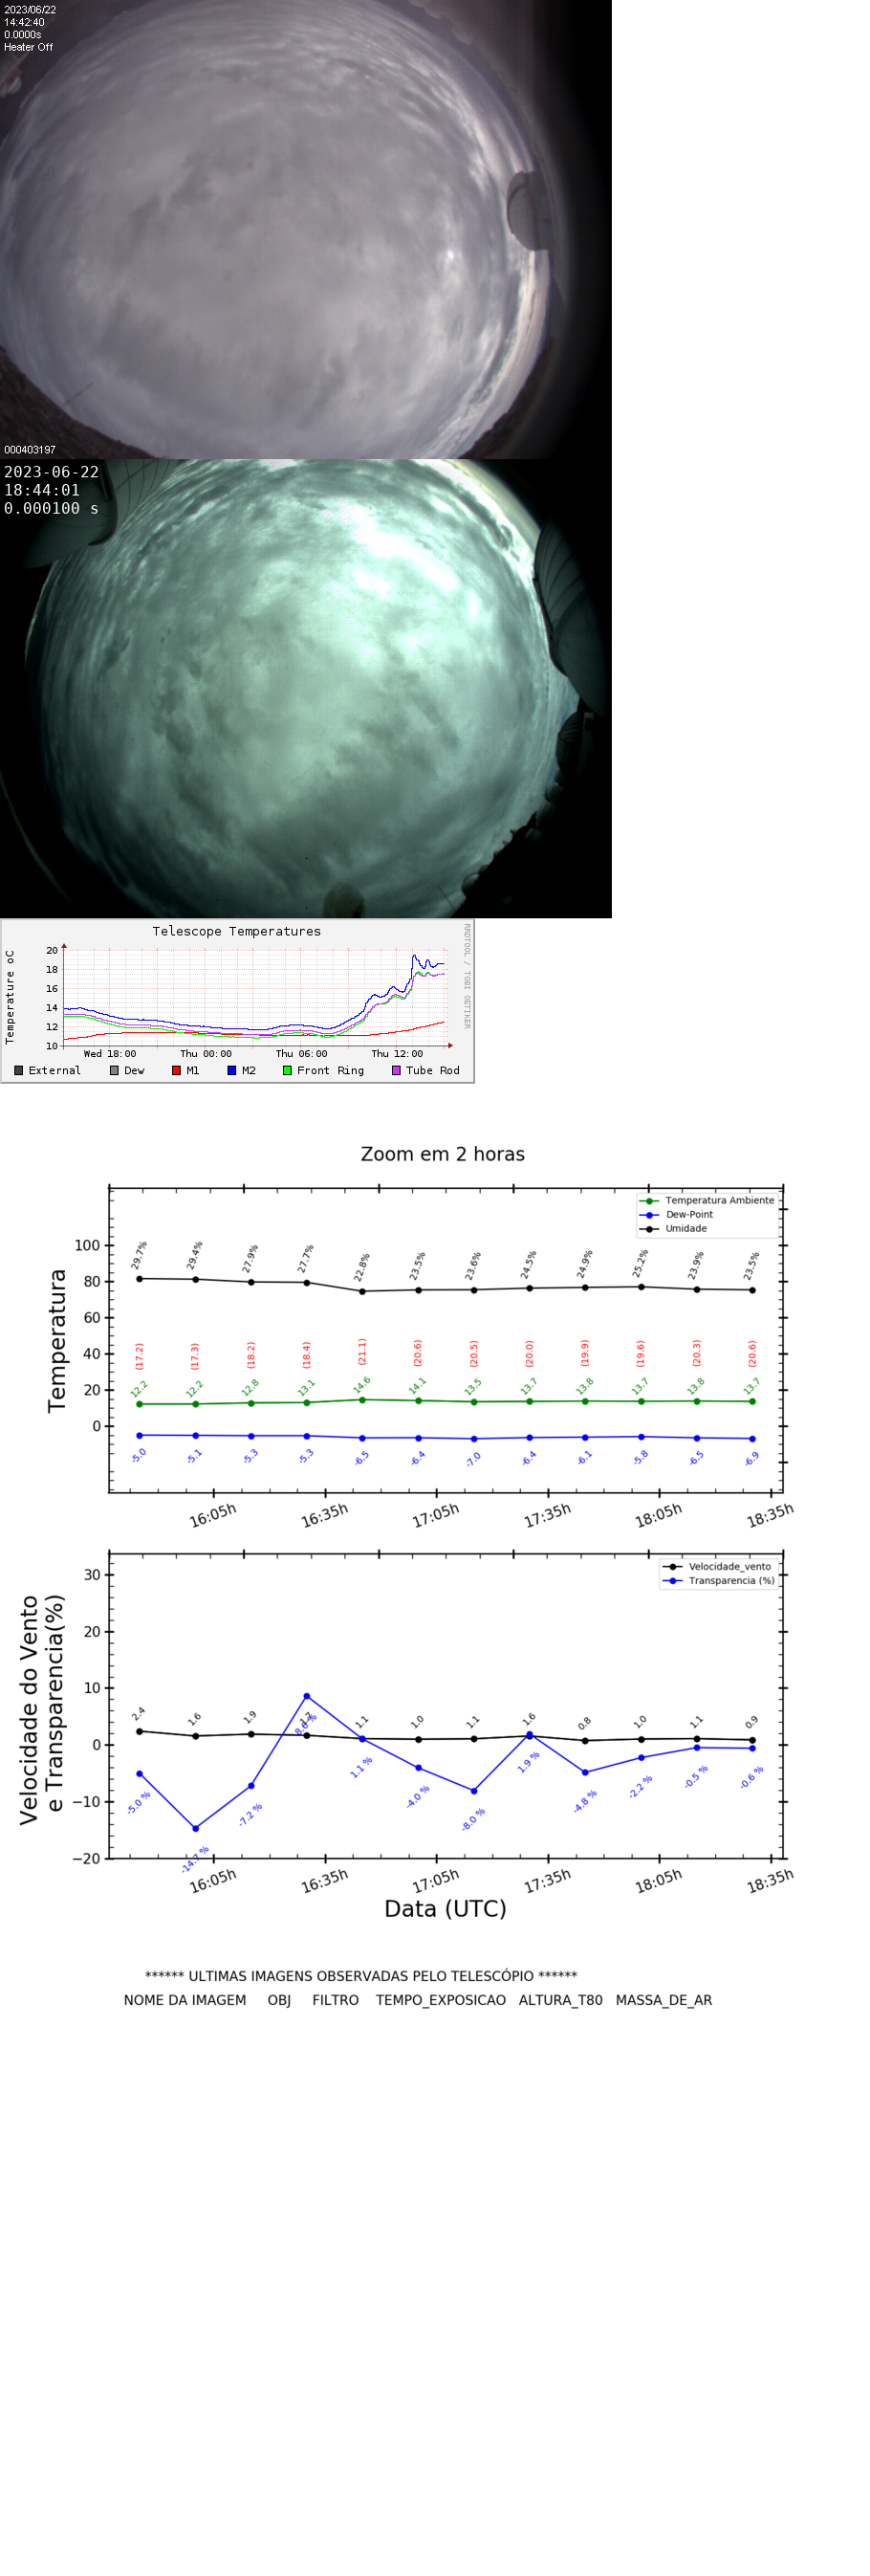 2023/06/22
14:42:40
0.0000s
Heater Off
000403197
2023-06-22
18:44:01
0.000100 s
Telescope Temperatures
RRDTOOL / TOBI OETIKER
Temperature oC
20
18
16
14
12
10
Wed 18:00 Thu 00:00 Thu 06:00 Thu 12:00
External Dew M1 M2 Front Ring Tube Rod
Zoom em 2 horas
Temperatura Ambiente
Dew-Point
Umidade
Temperatura
100
80
60
40
20
0
29.7% 29.4% 27.9% 27.7% 22.8% 23.5% 23.6% 24.5% 24.9% 25.2% 23.9% 23.5%
(17.2) (17.3) (18.2) (18.4) (21.1) (20.6) (20.5) (20.0) (19.9) (19.6) (20.3) (20.6)
12.2 12.2 12.8 13.1 14.6 14.1 13.5 13.7 13.8 13.7 13.8 13.7
-5.0 -5.1 -5.3 -5.3 -6.5 -6.4 -7.0 -6.4 -6.1 -5.8 -6.5 -6.9
16:05h 16:35h 17:05h 17:35h 18:05h 18:35h
Velocidade_vento
Transparencia (%)
Velocidade do Vento
e Transparencia(%)
30
20
10
0
−10
−20
2.4 1.6 1.9 1.7 1.1 1.0 1.1 1.6 0.8 1.0 1.1 0.9
-5.0 % -14.7 % -7.2 % 8.6 % 1.1 % -4.0 % -8.0 % 1.9 % -4.8 % -2.2 % -0.5 % -0.6 %
16:05h 16:35h 17:05h 17:35h 18:05h 18:35h
Data (UTC)
****** ULTIMAS IMAGENS OBSERVADAS PELO TELESCÓPIO ******
NOME DA IMAGEM OBJ FILTRO TEMPO_EXPOSICAO ALTURA_T80 MASSA_DE_AR